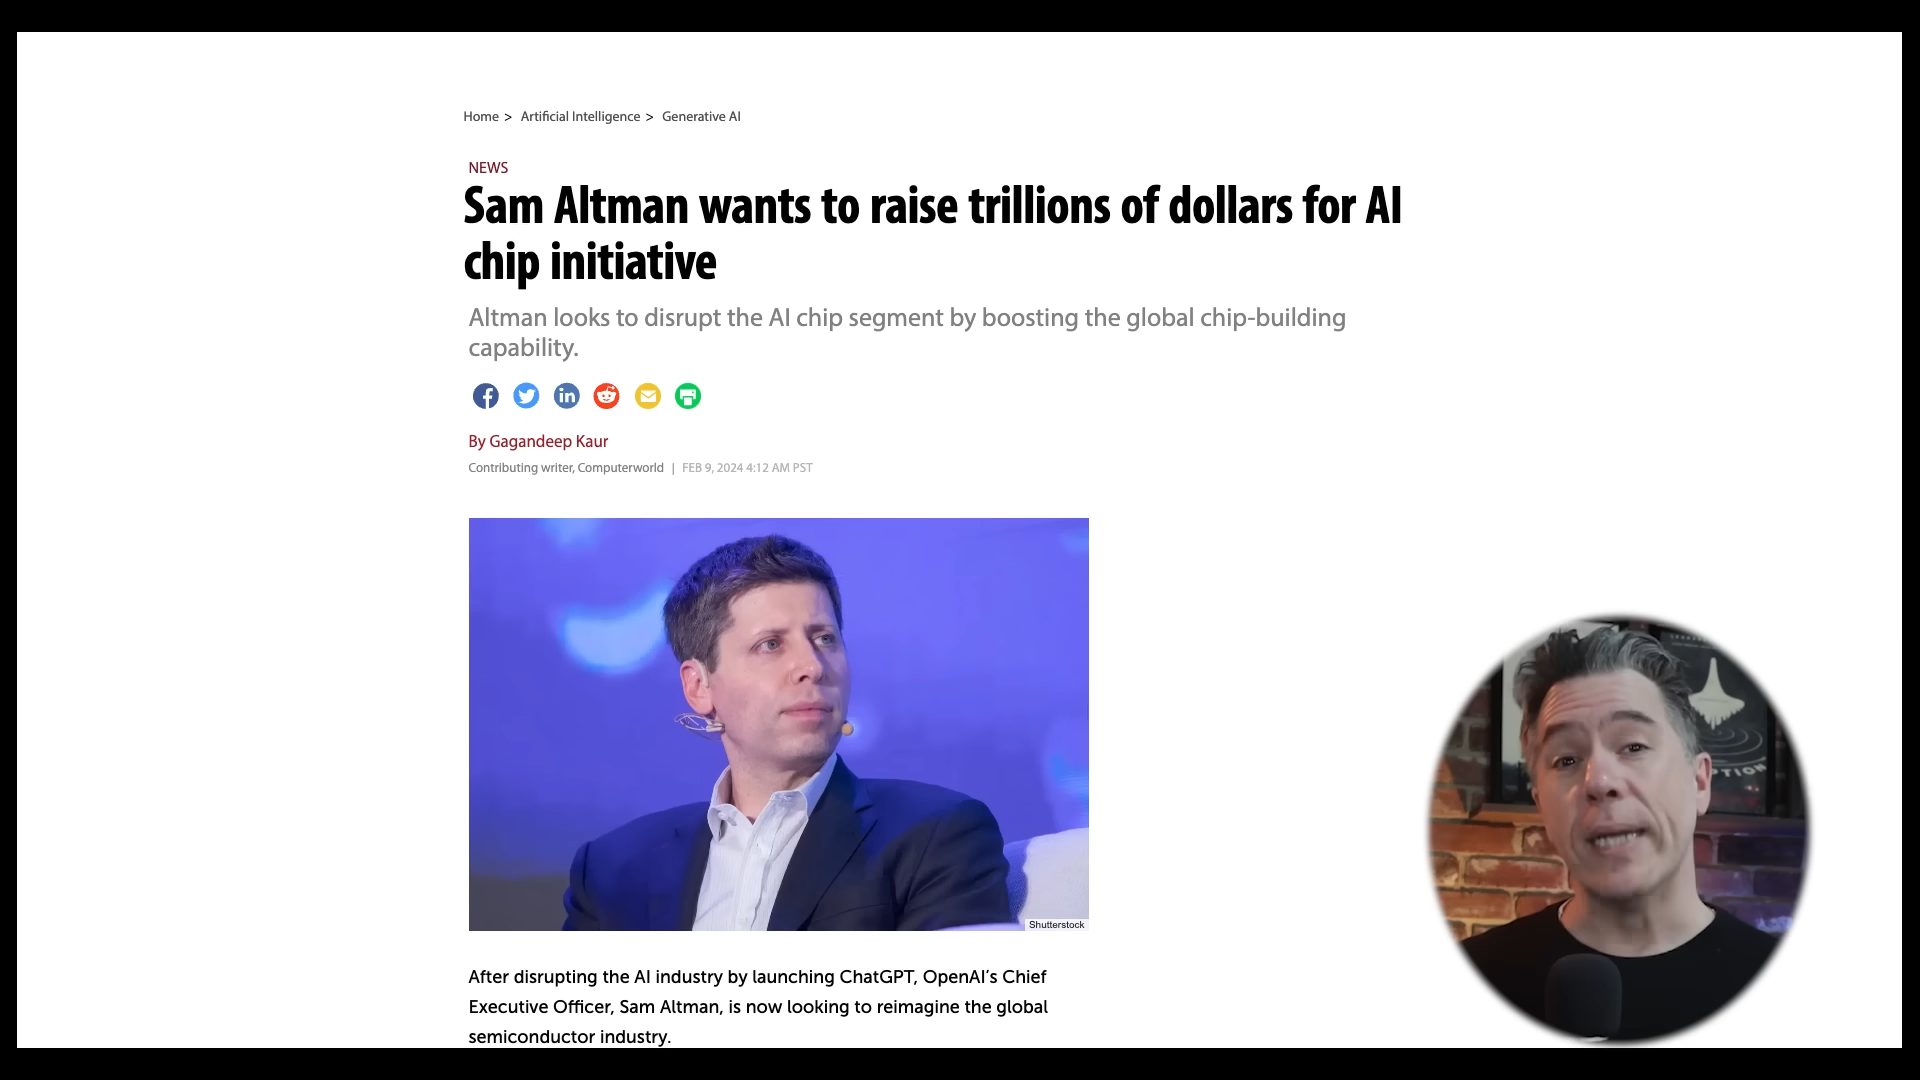 Home > Artificial Intelligence > Generative AI
NEWS
Sam Altman wants to raise trillions of dollars for AI
chip initiative
Altman looks to disrupt the AI chip segment by boosting the global chip-building
capability.
By Gagandeep Kaur
Contributing writer, Computerworld | FEB 9, 2024 4:12 AM PST
Shutterstock
After disrupting the AI industry by launching ChatGPT, OpenAI’s Chief
Executive Officer, Sam Altman, is now looking to reimagine the global
semiconductor industry.